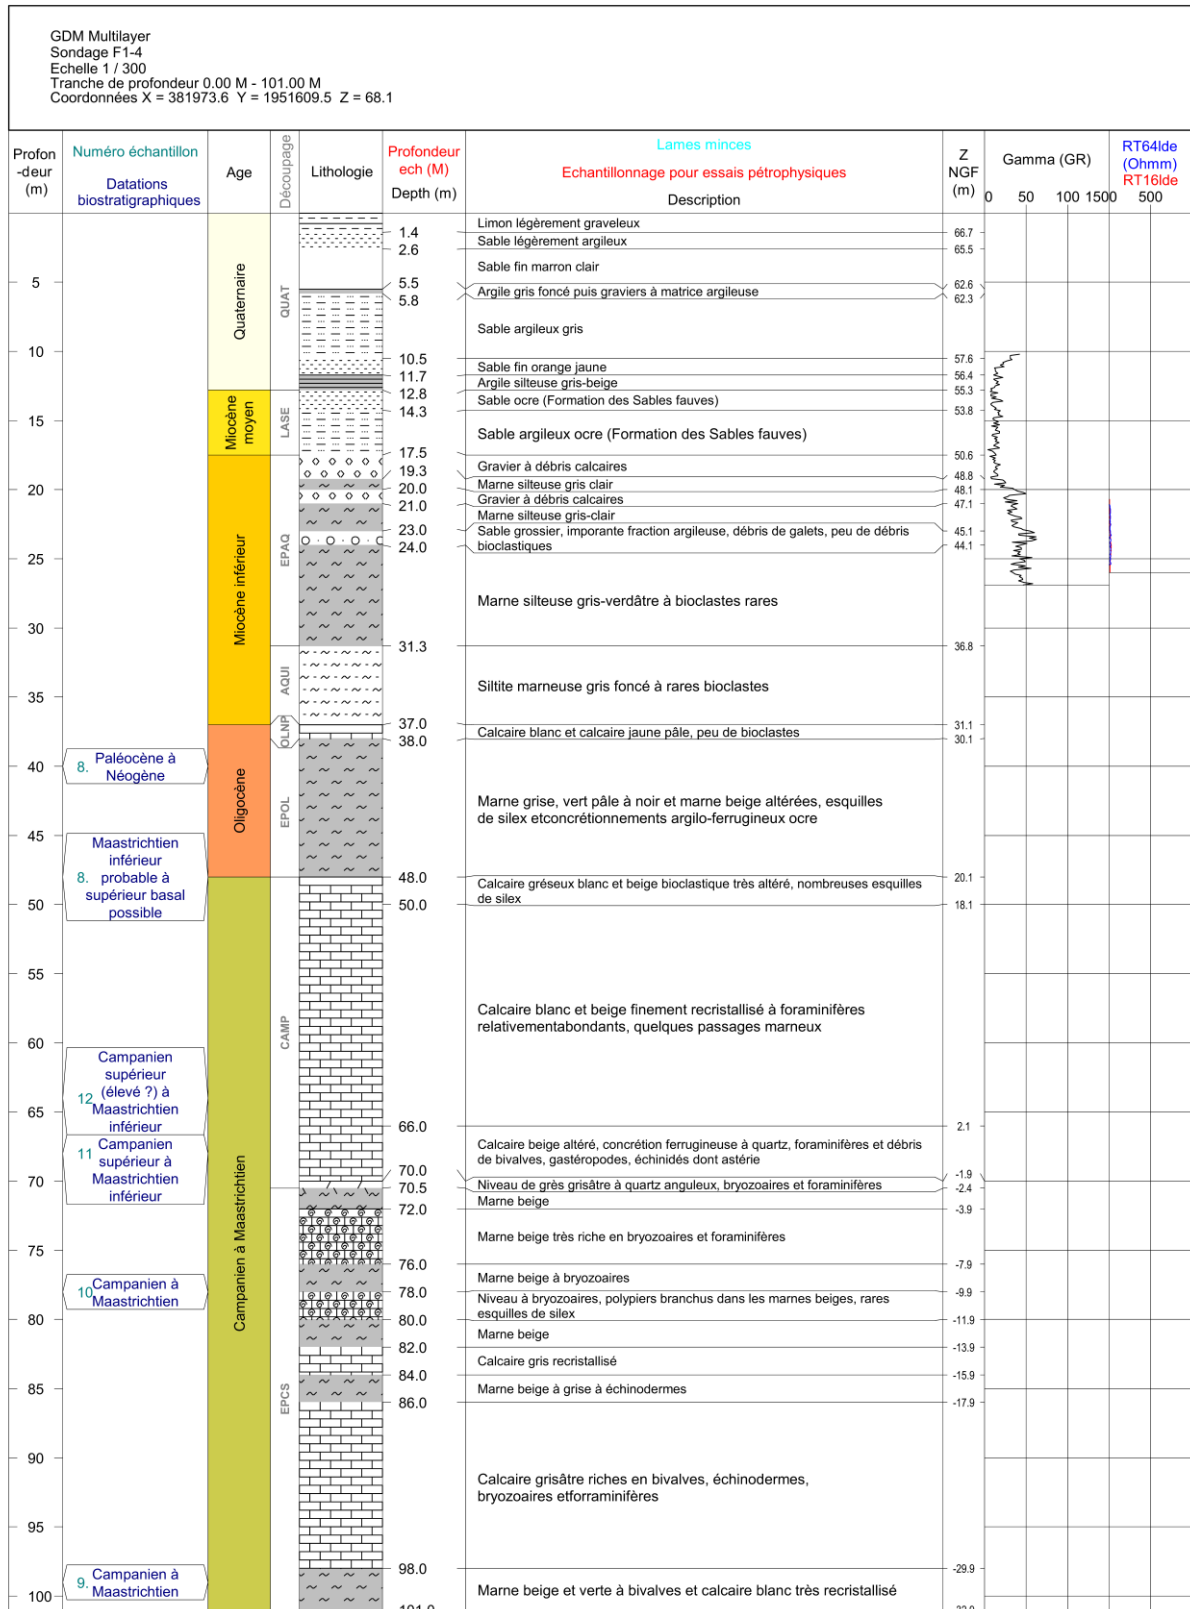 GDM Multilayer
Sondage F1-4
Echelle 1 / 300
Tranche de profondeur 0.00 M - 101.00 M
Coordonnées X = 381973.6 Y = 1951609.5 Z = 68.1
Profon
-deur
(m)
Numéro échantillon
Datations
biostratigraphiques
Age
Découpage
Lithologie
Profondeur
ech (M)
Depth (m)
Lames minces
Echantillonnage pour essais pétrophysiques
Description
Z
NGF
(m)
Gamma (GR)
0 50 100 150
RT64lde
(Ohmm)
RT16lde
0 500
5
10
15
20
25
30
35
40
45
50
55
60
65
70
75
80
85
90
95
100
8. Paléocène à
Néogène
Maastrichtien
inférieur
8. probable à
supérieur basal
possible
Campanien
supérieur
(élevé ?) à
12 Maastrichtien
inférieur
Campanien
11 supérieur à
Maastrichtien
inférieur
10 Campanien à
Maastrichtien
9. Campanien à
Maastrichtien
Quaternaire
Miocène
moyen
Miocène inférieur
Oligocène
Campanien à Maastrichtien
QUAT
LASE
EPAQ
AQUI
OLNP
EPOL
CAMP
EPCS
1.4
2.6
5.5
5.8
10.5
11.7
12.8
14.3
17.5
19.3
20.0
21.0
23.0
24.0
31.3
37.0
38.0
48.0
50.0
66.0
70.0
70.5
72.0
76.0
78.0
80.0
82.0
84.0
86.0
98.0
101.0
Limon légèrement graveleux
Sable légèrement argileux
Sable fin marron clair
Argile gris foncé puis graviers à matrice argileuse
Sable argileux gris
Sable fin orange jaune
Argile silteuse gris-beige
Sable ocre (Formation des Sables fauves)
Sable argileux ocre (Formation des Sables fauves)
Gravier à débris calcaires
Marne silteuse gris clair
Gravier à débris calcaires
Marne silteuse gris-clair
Sable grossier, imporante fraction argileuse, débris de galets, peu de débris
bioclastiques
Marne silteuse gris-verdâtre à bioclastes rares
Siltite marneuse gris foncé à rares bioclastes
Calcaire blanc et calcaire jaune pâle, peu de bioclastes
Marne grise, vert pâle à noir et marne beige altérées, esquilles
de silex etconcrétionnements argilo-ferrugineux ocre
Calcaire gréseux blanc et beige bioclastique très altéré, nombreuses esquilles
de silex
Calcaire blanc et beige finement recristallisé à foraminifères
relativementabondants, quelques passages marneux
Calcaire beige altéré, concrétion ferrugineuse à quartz, foraminifères et débris
de bivalves, gastéropodes, échinidés dont astérie
Niveau de grès grisâtre à quartz anguleux, bryozoaires et foraminifères
Marne beige
Marne beige très riche en bryozoaires et foraminifères
Marne beige à bryozoaires
Niveau à bryozoaires, polypiers branchus dans les marnes beiges, rares
esquilles de silex
Marne beige
Calcaire gris recristallisé
Marne beige à grise à échinodermes
Calcaire grisâtre riches en bivalves, échinodermes,
bryozoaires etforraminifères
Marne beige et verte à bivalves et calcaire blanc très recristallisé
66.7
65.5
62.6
62.3
57.6
56.4
55.3
53.8
50.6
48.8
48.1
47.1
45.1
44.1
36.8
31.1
30.1
20.1
18.1
2.1
-1.9
-2.4
-3.9
-7.9
-9.9
-11.9
-13.9
-15.9
-17.9
-29.9